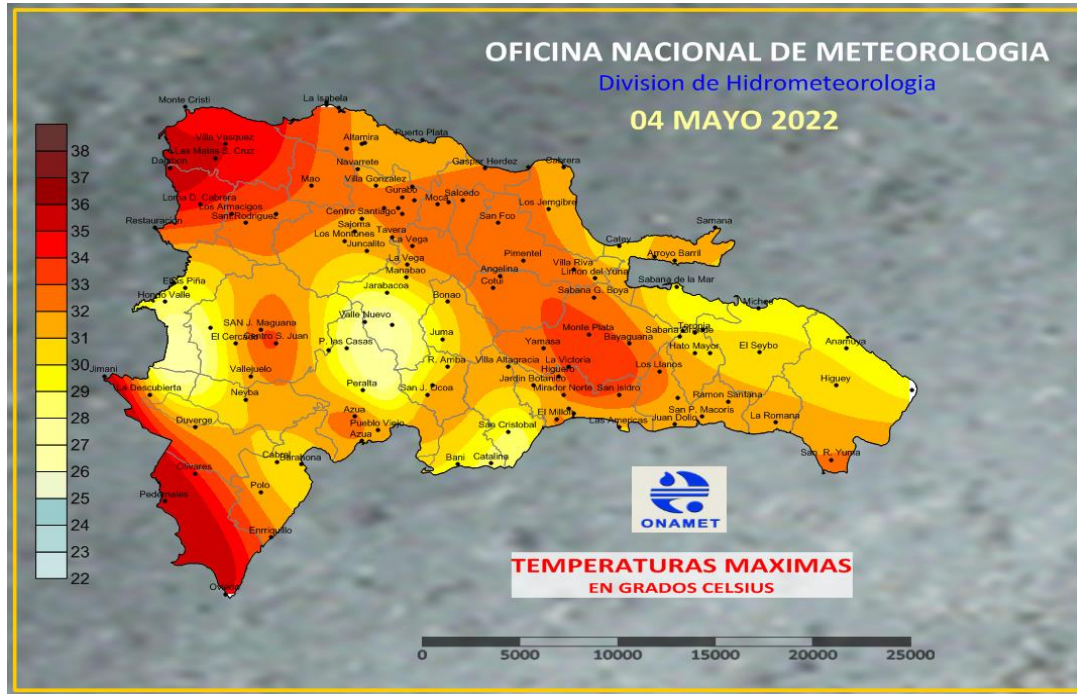 OFICINA NACIONAL DE METEOROLOGIA
Division de Hidrometeorologia
04 MAYO 2022
Monte Cristi
La Isabela
Villa Vasquez
Altamira
Puerto Plata
Las Matas S. Cruz
Dajabon
Navarrete
Gaspar Herdez
Cabrera
Mao
Villa Gonzalez
Loma D. Cabrera
Gurabo
Moca
Salcedo
Los Armacigos
Centro Santiago
Los Jengibre
Restauración
Sant.Rodriguez
San Fco
Samana
Sajoma
Los Montones
Tavera
La Vega
Juncalito
Catey
Arroyo Barril
La Vega
Pimentel
Villa Riva
Manabao
Angelina
Limon del Yuna
Elias Piña
Jarabacoa
Cotui
Sabana G. Boya
Sabana de la Mar
Hondo Valle
Bonao
Miches
Valle Nuevo
SAN J. Maguana
Centro S. Juan
El Cercado
Juma
Monte Plata
Bayaguana
P. las Casas
Yamasa
Hato Mayor
El Seybo
Anamuya
Jimani
Vallejuelo
R. Arriba
Villa Altagracia
La Victoria
Higuero
Los Llanos
La Descubierta
Neyba
Peralta
San J. Ocoa
Jardin Botanico
Mirador Norte
San Isidro
Ramon Santana
Higuey
Duverge
Azua
Pueblo Viejo
Azua
El Millon
Las Americas
Juan Dolio
San P. Macoris
La Romana
San Cristobal
Cabral
Barahona
Bani
Catalina
San. R. Yuma
Olivares
Polo
Pedernales
Enrriquillo
Oviedo
38
37
36
35
34
33
32
31
30
29
28
27
26
25
24
23
22
ONAMET
TEMPERATURAS MAXIMAS
EN GRADOS CELSIUS
0 5000 10000 15000 20000 25000